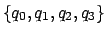 {q₀, q₁, q₂, q₃}